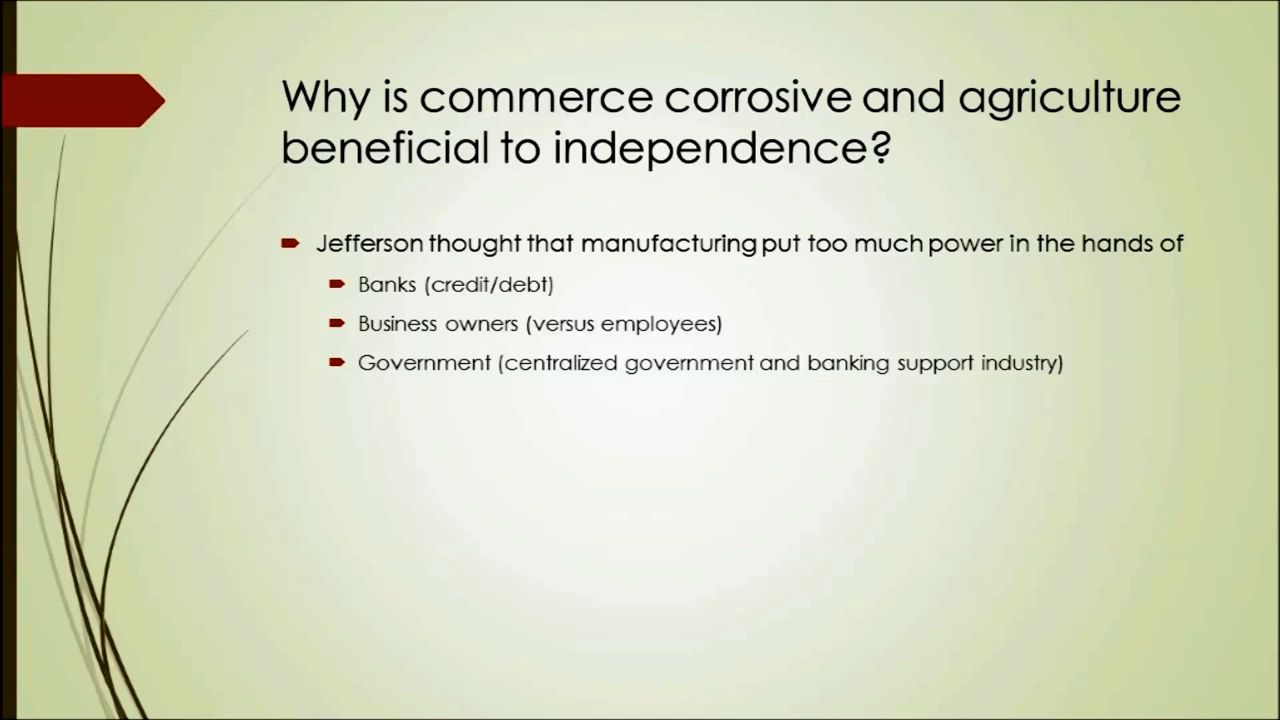 Why is commerce corrosive and agriculture
beneficial to independence?
Jefferson thought that manufacturing put too much power in the hands of
Banks (credit/debt)
Business owners (versus employees)
Government (centralized government and banking support industry)